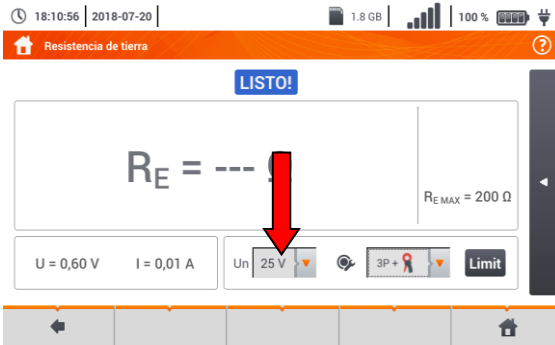 18:10:56 2018-07-20 1.8 GB 100 %
Resistencia de tierra ?
LISTO!
RE = --- Ω
RE MAX = 200 Ω
U = 0,60 V I = 0,01 A Un 25 V 3P + Limit